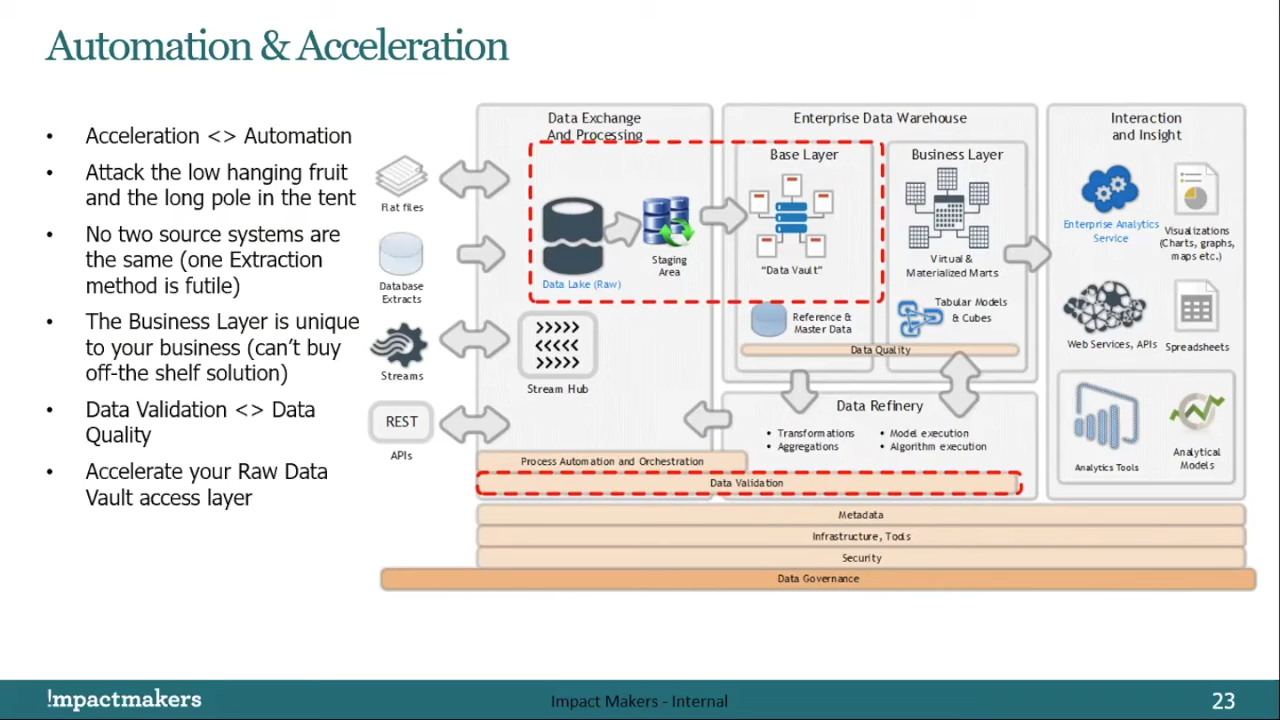 Automation & Acceleration
• Acceleration <> Automation
• Attack the low hanging fruit
and the long pole in the tent
• No two source systems are
the same (one Extraction
method is futile)
• The Business Layer is unique
to your business (can't buy
off-the shelf solution)
• Data Validation <> Data
Quality
• Accelerate your Raw Data
Vault access layer
Flat files
Database
Extracts
Streams
REST
APIs
Data Exchange
And Processing
Data Lake (Raw)
Staging
Area
Stream Hub
Enterprise Data Warehouse
Base Layer
"Data Vault"
Reference &
Master Data
Business Layer
Virtual &
Materialized Marts
Tabular Models
& Cubes
Data Quality
Data Refinery
• Transformations
• Aggregations
• Model execution
• Algorithm execution
Interaction
and Insight
Enterprise Analytics
Service
Visualizations
(Charts, graphs,
maps etc.)
Web Services, APIs
Spreadsheets
Analytics Tools
Analytical
Models
Process Automation and Orchestration
Data Validation
Metadata
Infrastructure, Tools
Security
Data Governance
!mpactmakers
Impact Makers - Internal
23